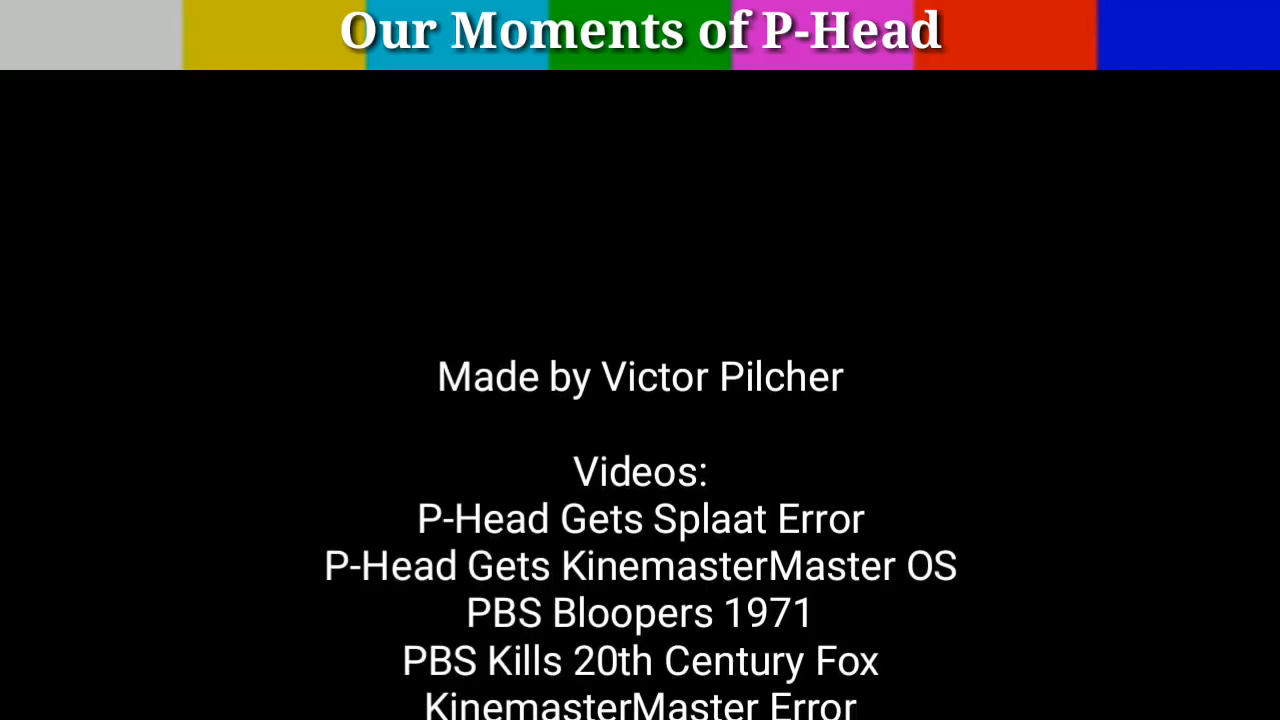 Our Moments of P-Head
Made by Victor Pilcher
Videos:
P-Head Gets Splaat Error
P-Head Gets KinemasterMaster OS
PBS Bloopers 1971
PBS Kills 20th Century Fox
KinemasterMaster Error